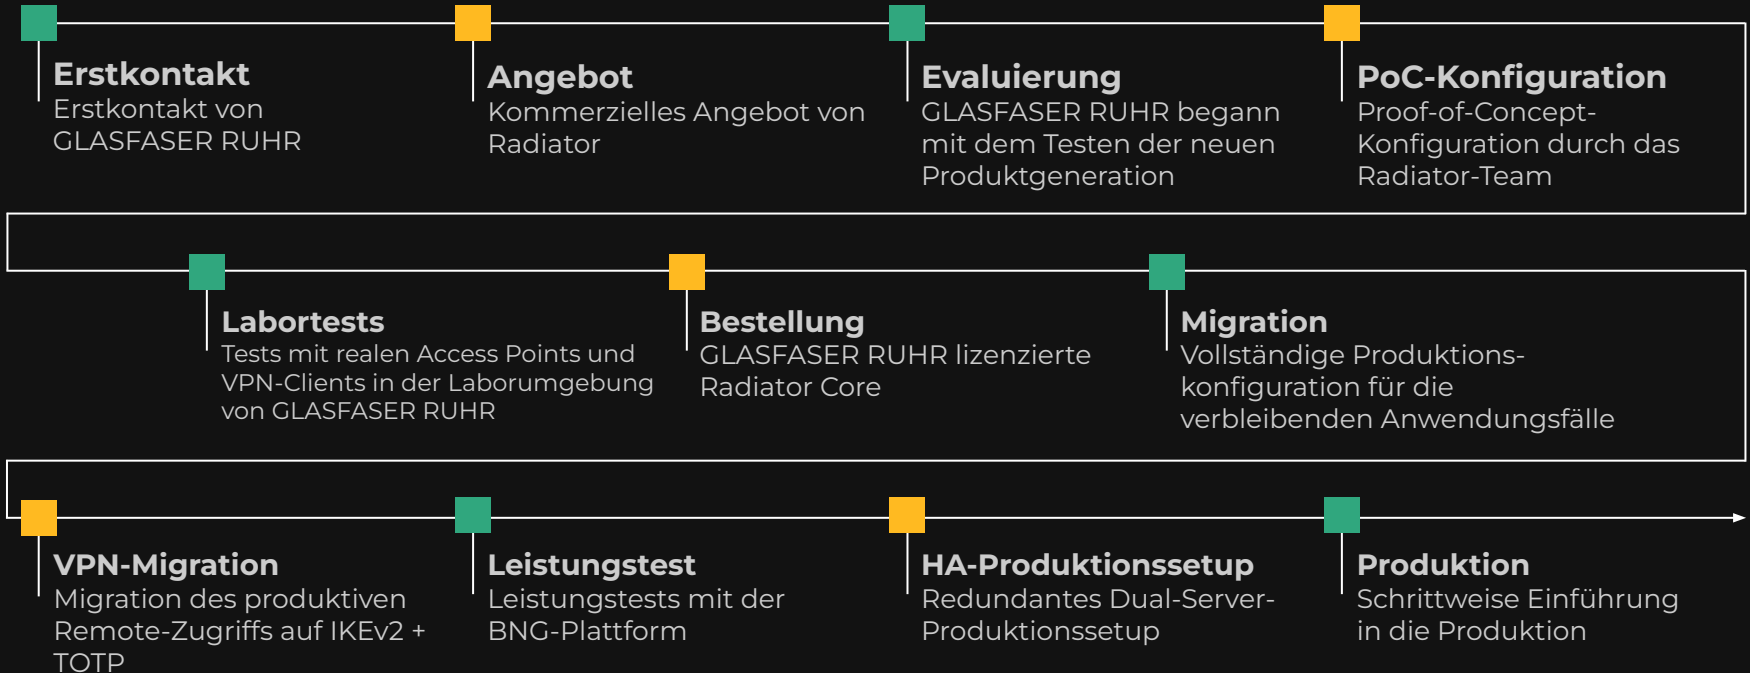 Erstkontakt
Erstkontakt von
GLASFASER RUHR
Angebot
Kommerzielles Angebot von
Radiator
Evaluierung
GLASFASER RUHR begann
mit dem Testen der neuen
Produktgeneration
PoC-Konfiguration
Proof-of-Concept-
Konfiguration durch das
Radiator-Team
Labortests
Tests mit realen Access Points und
VPN-Clients in der Laborumgebung
von GLASFASER RUHR
Bestellung
GLASFASER RUHR lizenzierte
Radiator Core
Migration
Vollständige Produktions-
konfiguration für die
verbleibenden Anwendungsfälle
VPN-Migration
Migration des produktiven
Remote-Zugriffs auf IKEv2 +
TOTP
Leistungstest
Leistungstests mit der
BNG-Plattform
HA-Produktionssetup
Redundantes Dual-Server-
Produktionssetup
Produktion
Schrittweise Einführung
in die Produktion